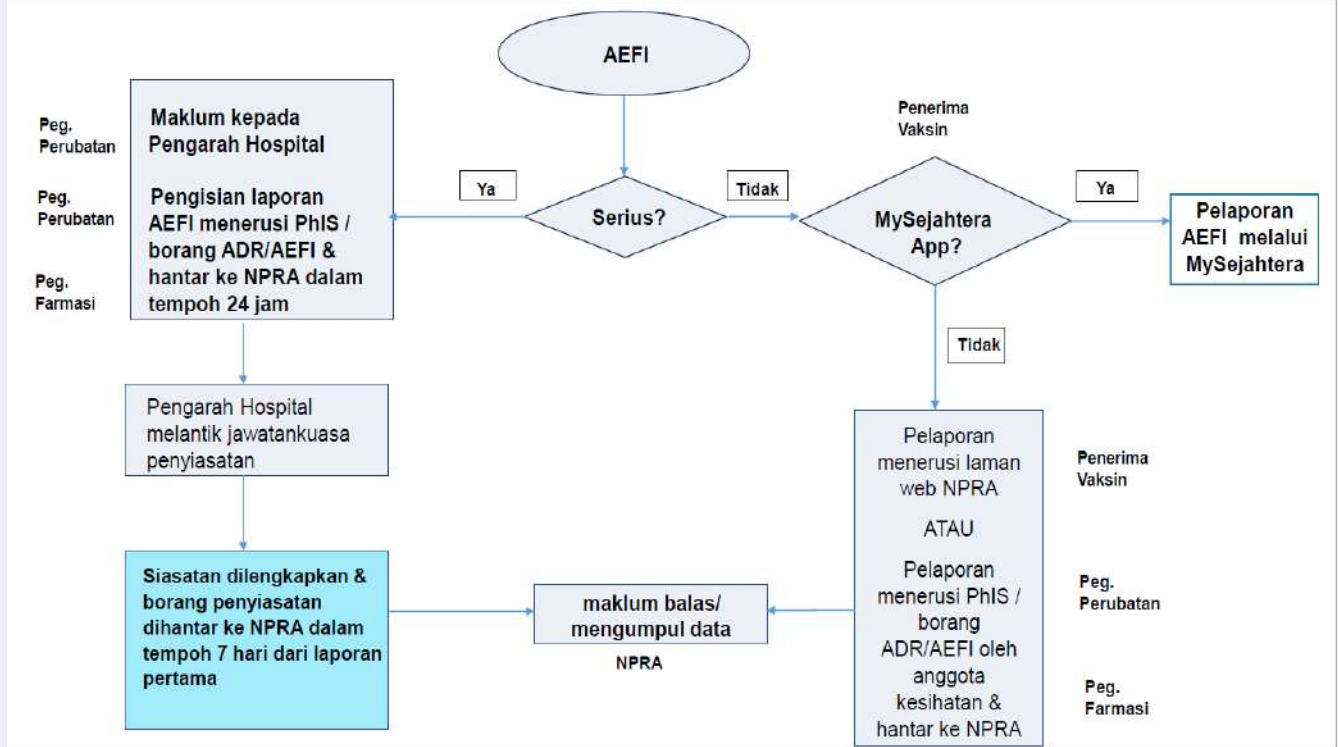 AEFI
Peg.
Perubatan
Maklum kepada
Pengarah Hospital
Peg.
Perubatan
Pengisian laporan
AEFI menerusi PhIS /
borang ADR/AEFI &
hantar ke NPRA dalam
tempoh 24 jam
Peg.
Farmasi
Ya
Serius?
Tidak
Penerima
Vaksin
MySejahtera
App?
Ya
Pelaporan
AEFI melalui
MySejahtera
Tidak
Pengarah Hospital
melantik jawatankuasa
penyiasatan
Siasatan dilengkapkan &
borang penyiasatan
dihantar ke NPRA dalam
tempoh 7 hari dari laporan
pertama
maklum balas/
mengumpul data
NPRA
Pelaporan
menerusi laman
web NPRA
ATAU
Pelaporan
menerusi PhIS /
borang
ADR/AEFI oleh
anggota
kesihatan &
hantar ke NPRA
Penerima
Vaksin
Peg.
Perubatan
Peg.
Farmasi